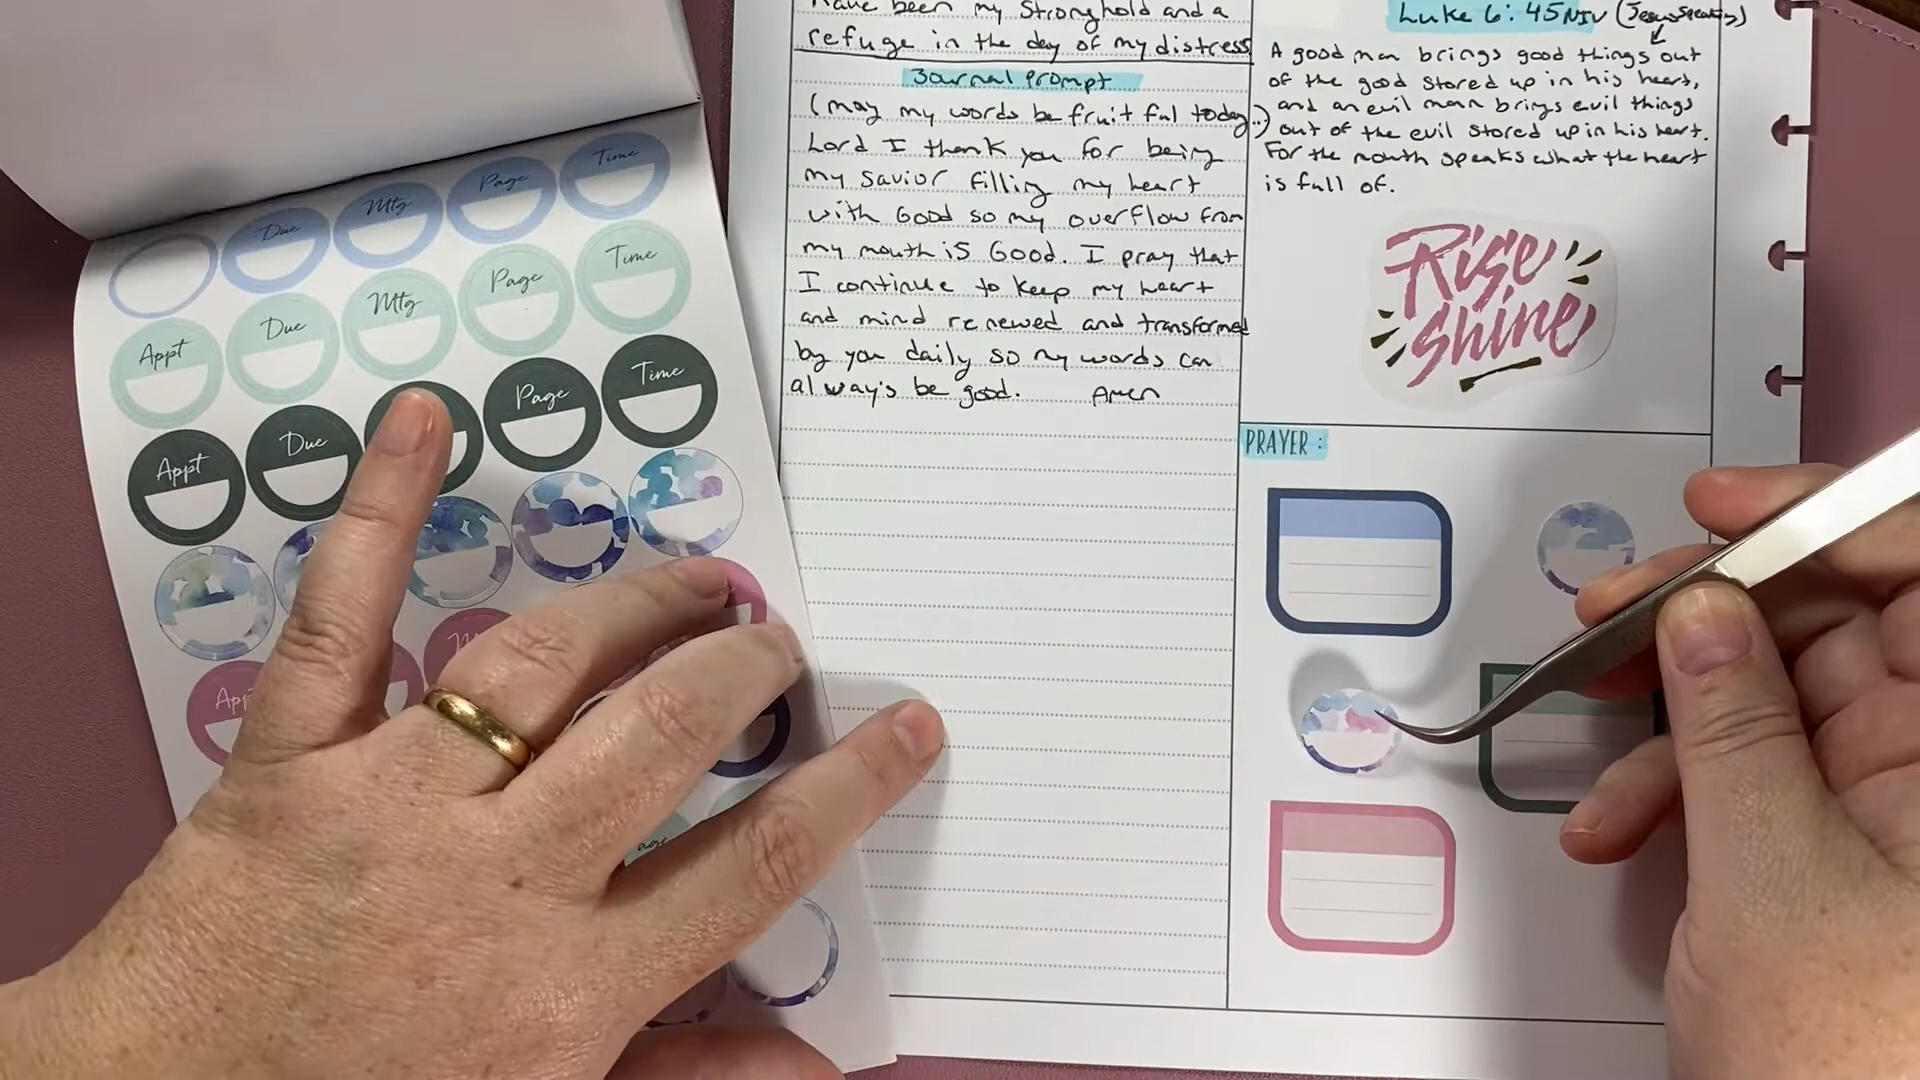 Due
Mtg
Page
Time
Appt
Due
Mtg
Page
Time
Appt
Due
Page
Time
have been my Stronghold and a
refuge in the day of my distress
Journal Prompt
(may my words be fruitful today..)
Lord I thank you for being
my savior filling my heart
with Good so my overflow from
my mouth is Good. I pray that
I continue to keep my heart
and mind renewed and transformed
by you daily so my words can
always be good. Amen
Luke 6:45 NIV (Jesus Speaking)
A good man brings good things out
of the good stored up in his heart,
and an evil man brings evil things
out of the evil stored up in his heart.
For the mouth speaks what the heart
is full of.
Rise
Shine
PRAYER: